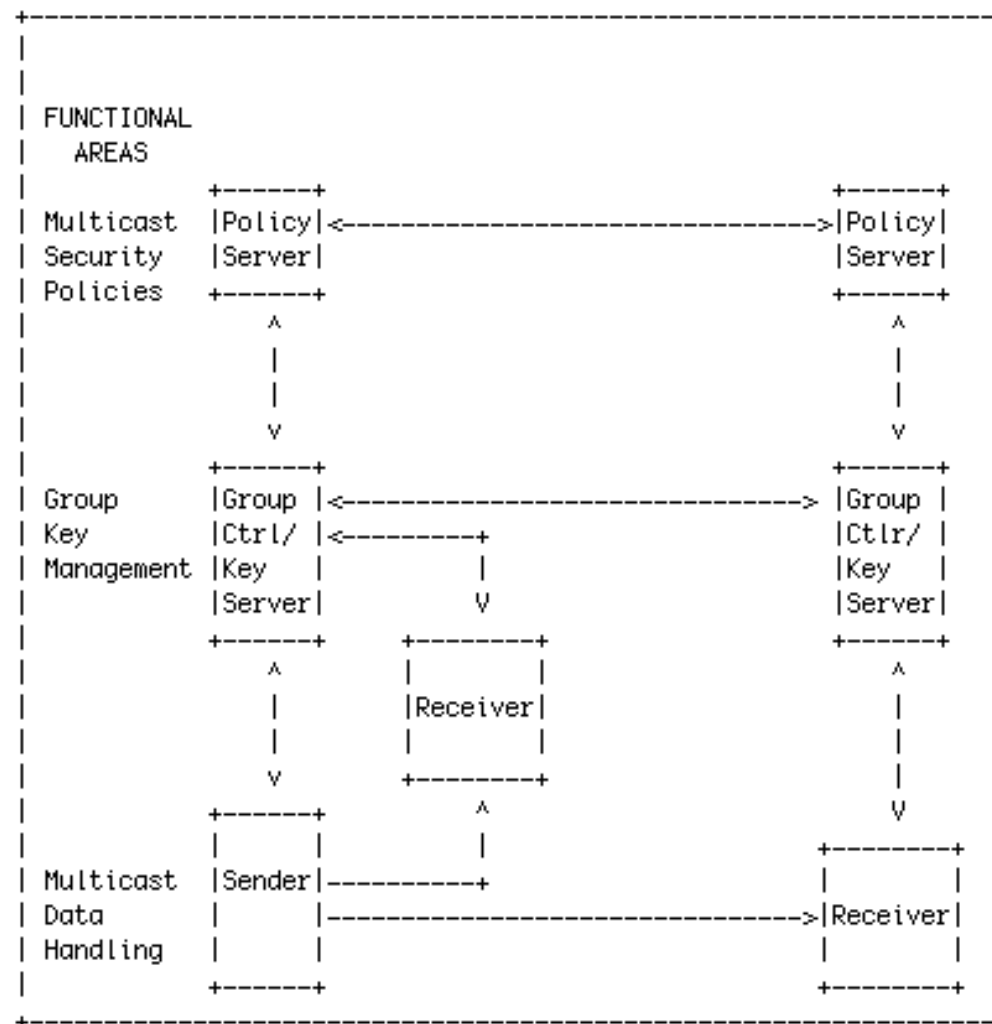 FUNCTIONAL
AREAS
Multicast |Policy|<------------------------------>|Policy|
Security |Server| |Server|
Policies
Group |Group |<-----------------------------> |Group |
Key |Ctrl/ |<---------+ |Ctlr/ |
Management |Key | |Key |
|Server| |Server|
|Receiver|
Multicast |Sender|----------+
Data |------------------------------>|Receiver|
Handling